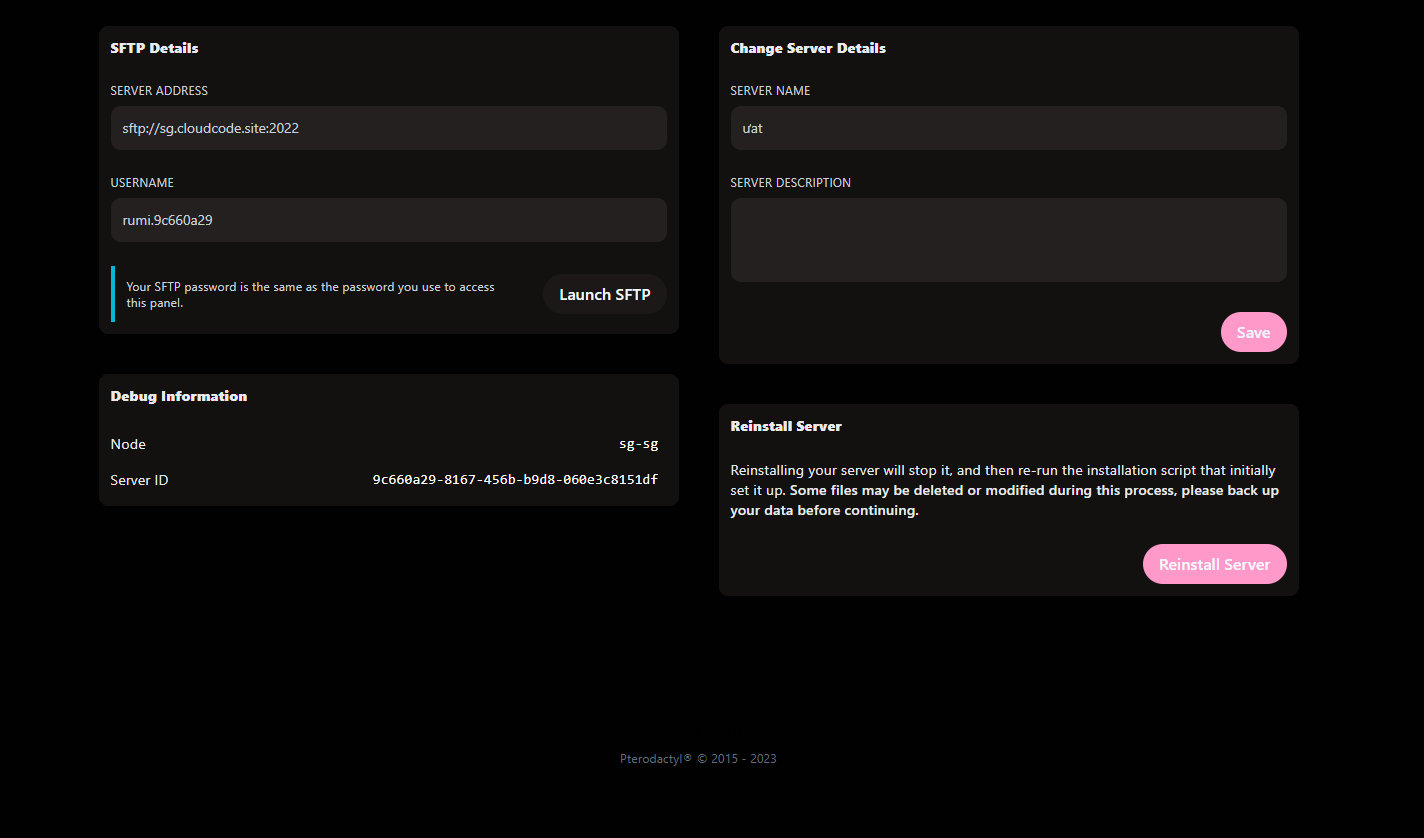 SFTP Details
SERVER ADDRESS
sftp://sg.cloudcode.site:2022
USERNAME
rumi.9c660a29
Your SFTP password is the same as the password you use to access
this panel.
Launch SFTP
Debug Information
Node
sg-sg
Server ID
9c660a29-8167-456b-b9d8-060e3c8151df
Change Server Details
SERVER NAME
ưat
SERVER DESCRIPTION
Save
Reinstall Server
Reinstalling your server will stop it, and then re-run the installation script that initially
set it up. Some files may be deleted or modified during this process, please back up
your data before continuing.
Reinstall Server
Pterodactyl® © 2015 - 2023